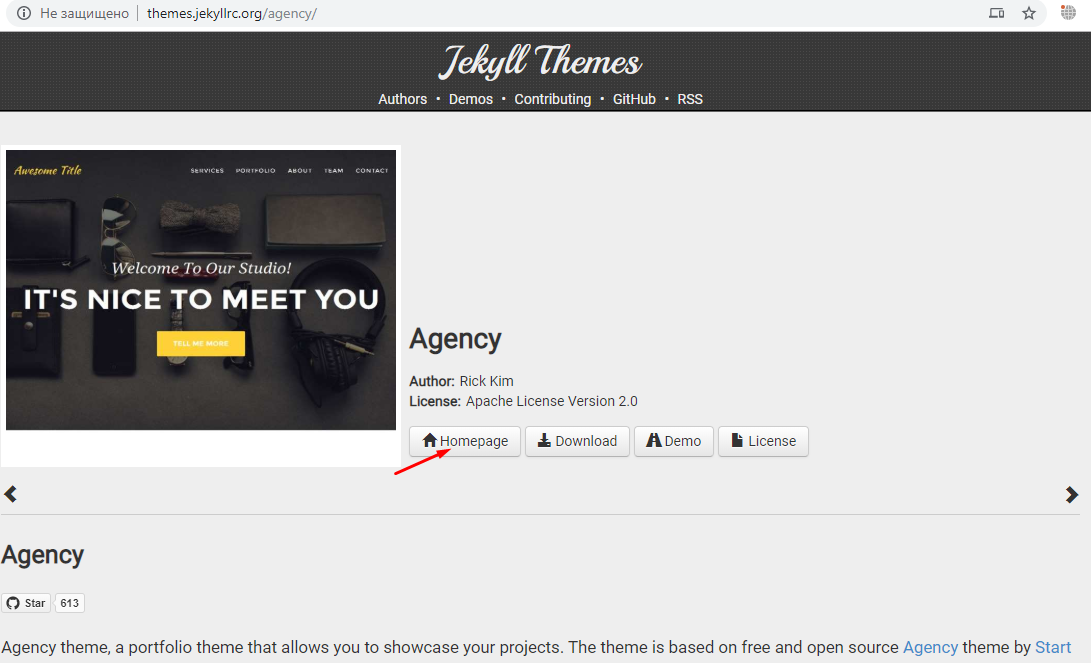 Не защищено themes.jekyllrc.org/agency/
Jekyll Themes
Authors • Demos • Contributing • GitHub • RSS
Awesome Title SERVICES PORTFOLIO ABOUT TEAM CONTACT
Welcome To Our Studio!
IT'S NICE TO MEET YOU
TELL ME MORE
Agency
Author: Rick Kim
License: Apache License Version 2.0
Homepage Download Demo License
Agency
Star 613
Agency theme, a portfolio theme that allows you to showcase your projects. The theme is based on free and open source Agency theme by Start